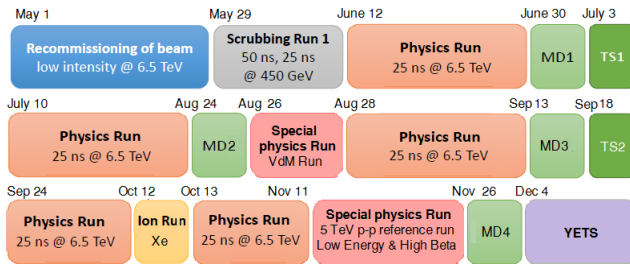 May 1 May 29 June 12 June 30 July 3
Recommissioning of beam
low intensity @ 6.5 TeV
Scrubbing Run 1
50 ns, 25 ns
@ 450 GeV
Physics Run
25 ns @ 6.5 TeV
MD1
TS1
July 10 Aug 24 Aug 26 Aug 28 Sep 13 Sep 18
Physics Run
25 ns @ 6.5 TeV
MD2
Special
physics Run
VdM Run
Physics Run
25 ns @ 6.5 TeV
MD3
TS2
Sep 24 Oct 12 Oct 13 Nov 11 Nov 26 Dec 4
Physics Run
25 ns @ 6.5 TeV
Ion Run
Xe
Physics Run
25 ns @ 6.5 TeV
Special physics Run
5 TeV p-p reference run
Low Energy & High Beta
MD4
YETS